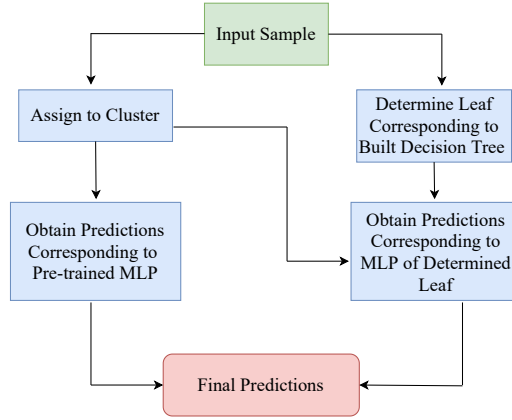 Input Sample
Assign to Cluster
Determine Leaf
Corresponding to
Built Decision Tree
Obtain Predictions
Corresponding to
Pre-trained MLP
Obtain Predictions
Corresponding to
MLP of Determined
Leaf
Final Predictions